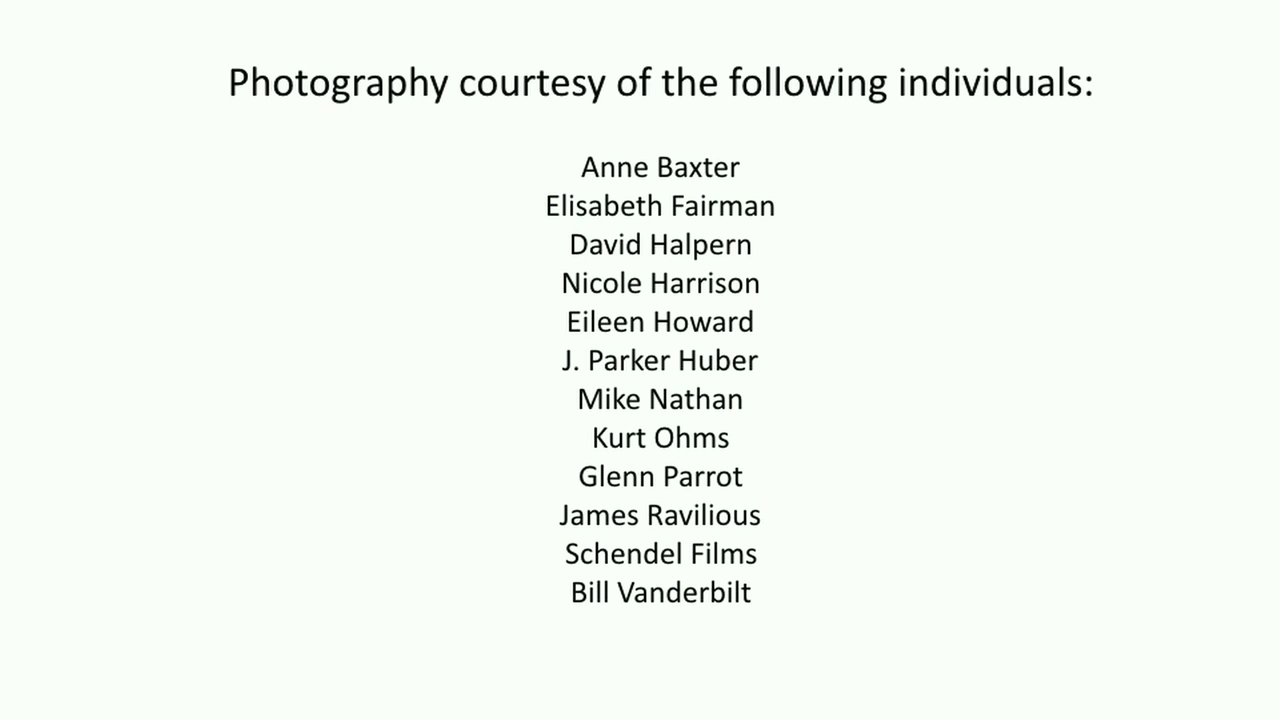 Photography courtesy of the following individuals:
Anne Baxter
Elisabeth Fairman
David Halpern
Nicole Harrison
Eileen Howard
J. Parker Huber
Mike Nathan
Kurt Ohms
Glenn Parrot
James Ravilious
Schendel Films
Bill Vanderbilt